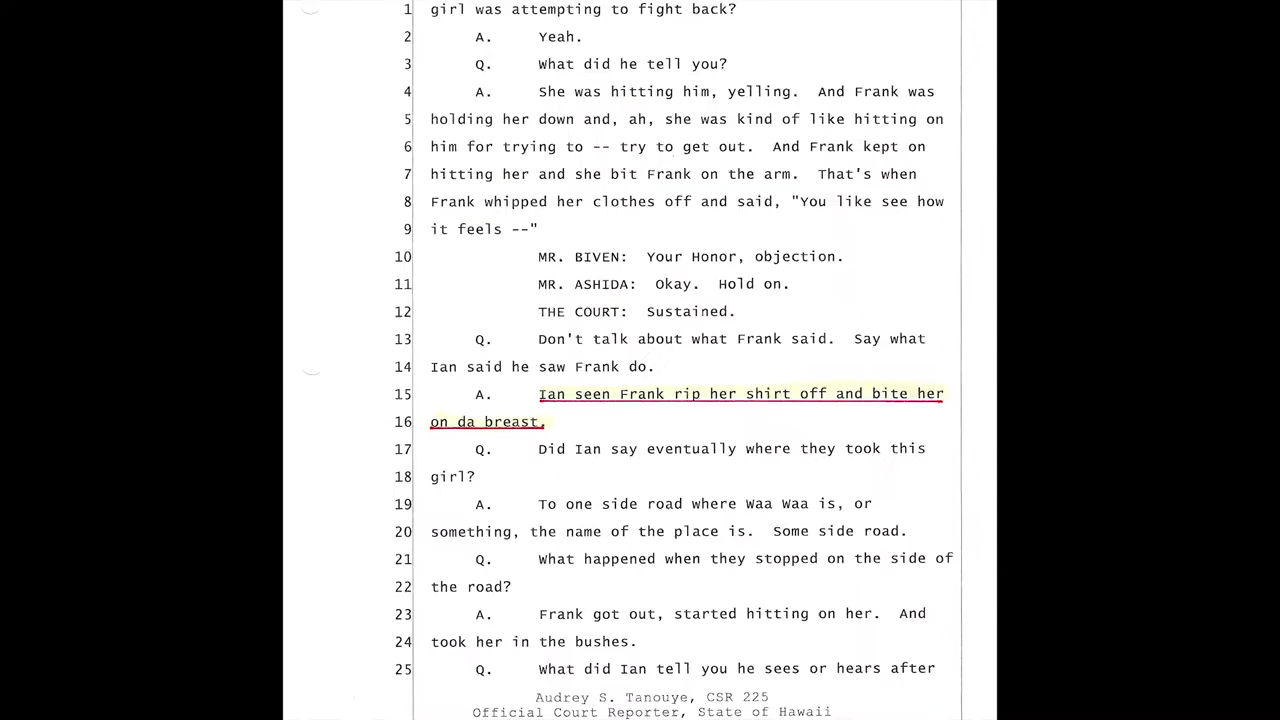 1 girl was attempting to fight back?
2 A. Yeah.
3 Q. What did he tell you?
4 A. She was hitting him, yelling. And Frank was
5 holding her down and, ah, she was kind of like hitting on
6 him for trying to -- try to get out. And Frank kept on
7 hitting her and she bit Frank on the arm. That's when
8 Frank whipped her clothes off and said, "You like see how
9 it feels --"
10 MR. BIVEN: Your Honor, objection.
11 MR. ASHIDA: Okay. Hold on.
12 THE COURT: Sustained.
13 Q. Don't talk about what Frank said. Say what
14 Ian said he saw Frank do.
15 A. Ian seen Frank rip her shirt off and bite her
16 on da breast.
17 Q. Did Ian say eventually where they took this
18 girl?
19 A. To one side road where Waa Waa is, or
20 something, the name of the place is. Some side road.
21 Q. What happened when they stopped on the side of
22 the road?
23 A. Frank got out, started hitting on her. And
24 took her in the bushes.
25 Q. What did Ian tell you he sees or hears after
Audrey S. Tanouye, CSR 225
Official Court Reporter, State of Hawaii